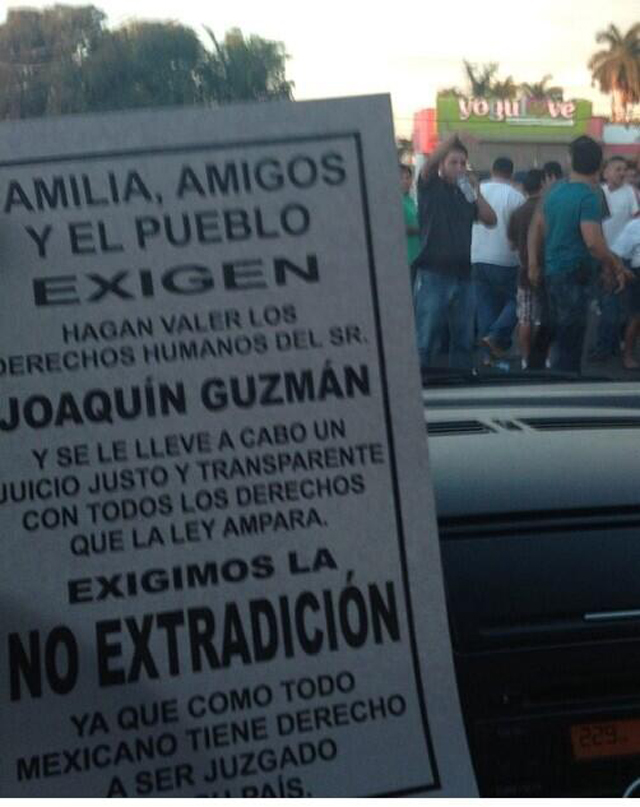 AMILIA, AMIGOS
Y EL PUEBLO
EXIGEN
HAGAN VALER LOS
DERECHOS HUMANOS DEL SR.
JOAQUÍN GUZMÁN
Y SE LE LLEVE A CABO UN
JUICIO JUSTO Y TRANSPARENTE
CON TODOS LOS DERECHOS
QUE LA LEY AMPARA.
EXIGIMOS LA
NO EXTRADICIÓN
YA QUE COMO TODO
MEXICANO TIENE DERECHO
A SER JUZGADO
PAÍS.